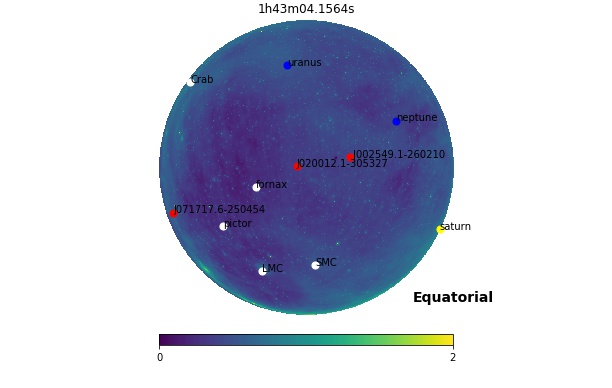 1h43m04.1564s
uranus
Crab
neptune
J002549.1-260210
J020012.1-305327
fornax
J071717.6-250454
pictor
saturn
LMC
SMC
Equatorial
0
2